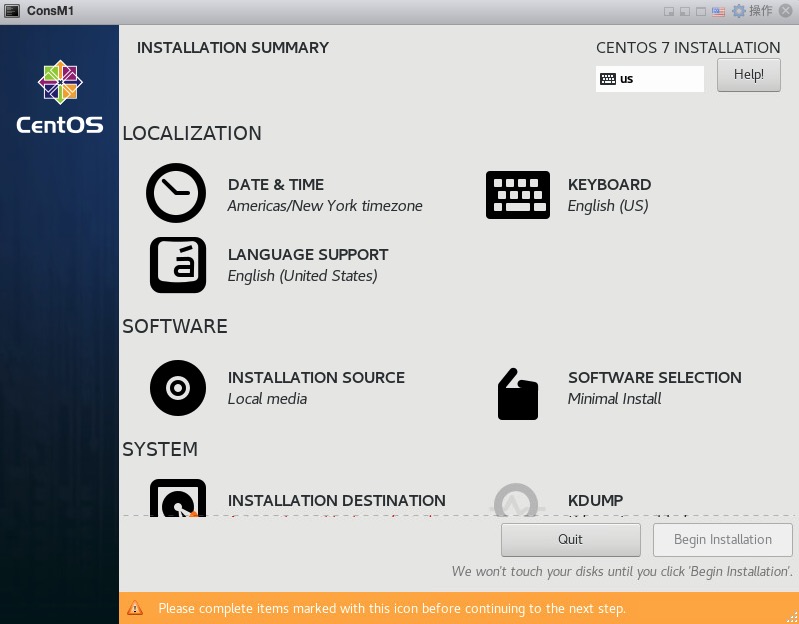 ConsM1
操作
INSTALLATION SUMMARY
CENTOS 7 INSTALLATION
us
Help!
CentOS
LOCALIZATION
DATE & TIME
Americas/New York timezone
KEYBOARD
English (US)
LANGUAGE SUPPORT
English (United States)
SOFTWARE
INSTALLATION SOURCE
Local media
SOFTWARE SELECTION
Minimal Install
SYSTEM
INSTALLATION DESTINATION
KDUMP
Quit
Begin Installation
We won't touch your disks until you click 'Begin Installation'.
Please complete items marked with this icon before continuing to the next step.